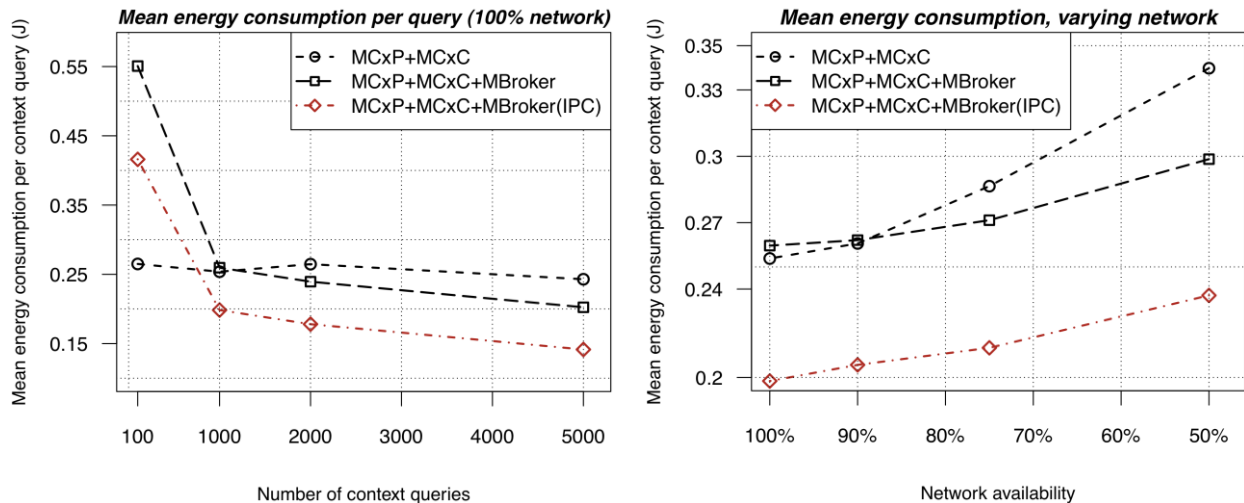 Mean energy consumption per query (100% network)
Mean energy consumption per context query (J)
0.55
0.45
0.35
0.25
0.15
MCxP+MCxC
MCxP+MCxC+MBroker
MCxP+MCxC+MBroker(IPC)
100
1000
2000
3000
4000
5000
Number of context queries
Mean energy consumption, varying network
Mean energy consumption per context query (J)
0.35
0.33
0.3
0.27
0.24
0.2
MCxP+MCxC
MCxP+MCxC+MBroker
MCxP+MCxC+MBroker(IPC)
100%
90%
80%
70%
60%
50%
Network availability